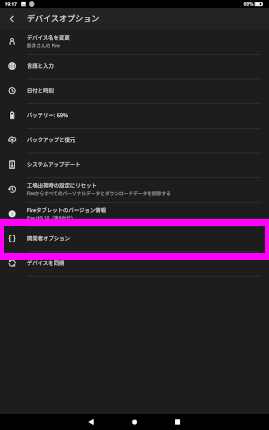 19:17
69%
デバイスオプション
デバイス名を変更
新井さんの Fire
言語と入力
日付と時刻
バッテリー: 69%
バックアップと復元
システムアップデート
工場出荷時の設定にリセット
Fireからすべてのパーソナルデータとダウンロードデータを削除する
Fireタブレットのバージョン情報
Fire HD 10
開発者オプション
デバイスを同期